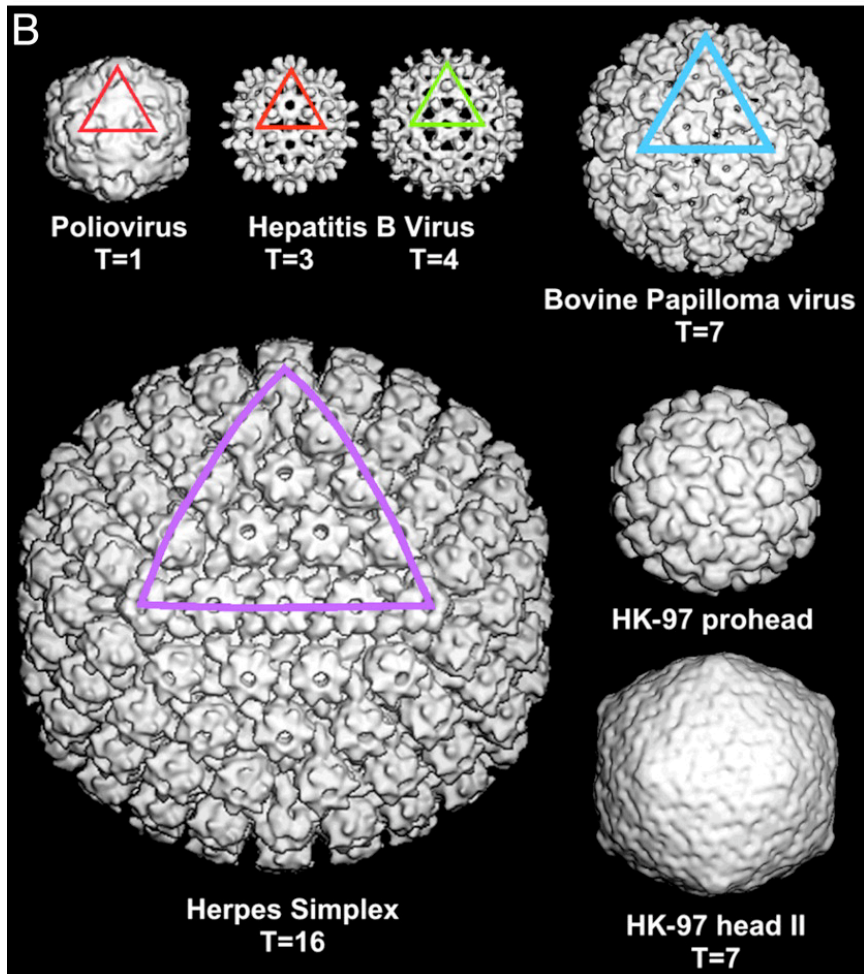 B
Poliovirus
T=1
Hepatitis B Virus
T=3 T=4
Bovine Papilloma virus
T=7
HK-97 prohead
Herpes Simplex
T=16
HK-97 head II
T=7